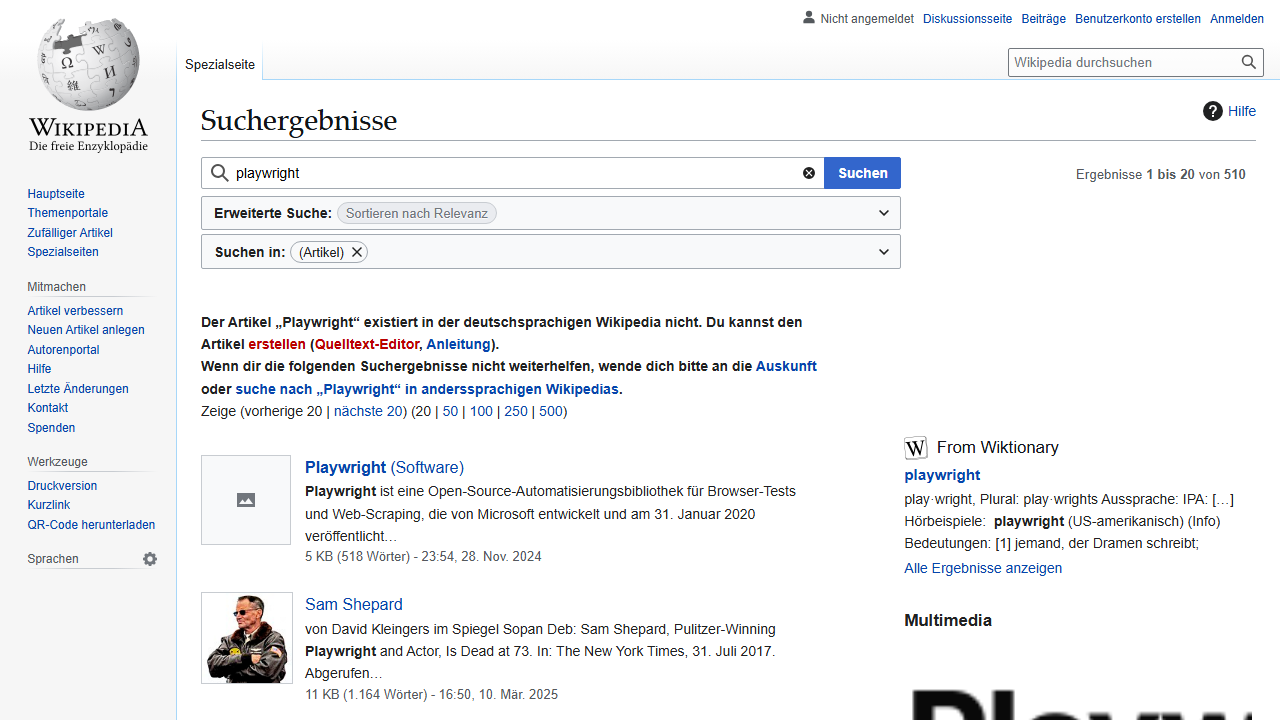 Nicht angemeldet Diskussionsseite Beiträge Benutzerkonto erstellen Anmelden
Spezialseite
Wikipedia durchsuchen
WIKIPEDIA
Die freie Enzyklopädie
Hauptseite
Themenportale
Zufälliger Artikel
Spezialseiten
Mitmachen
Artikel verbessern
Neuen Artikel anlegen
Autorenportal
Hilfe
Letzte Änderungen
Kontakt
Spenden
Werkzeuge
Druckversion
Kurzlink
QR-Code herunterladen
Sprachen
Suchergebnisse
Hilfe
playwright
Suchen
Ergebnisse 1 bis 20 von 510
Erweiterte Suche: Sortieren nach Relevanz
Suchen in: (Artikel)
Der Artikel „Playwright“ existiert in der deutschsprachigen Wikipedia nicht. Du kannst den
Artikel erstellen (Quelltext-Editor, Anleitung).
Wenn dir die folgenden Suchergebnisse nicht weiterhelfen, wende dich bitte an die Auskunft
oder suche nach „Playwright“ in anderssprachigen Wikipedias.
Zeige (vorherige 20 | nächste 20) (20 | 50 | 100 | 250 | 500)
Playwright (Software)
Playwright ist eine Open-Source-Automatisierungsbibliothek für Browser-Tests
und Web-Scraping, die von Microsoft entwickelt und am 31. Januar 2020
veröffentlicht…
5 KB (518 Wörter) - 23:54, 28. Nov. 2024
Sam Shepard
von David Kleingers im Spiegel Sopan Deb: Sam Shepard, Pulitzer-Winning
Playwright and Actor, Is Dead at 73. In: The New York Times, 31. Juli 2017.
Abgerufen…
11 KB (1.164 Wörter) - 16:50, 10. Mär. 2025
From Wiktionary
playwright
play·wright, Plural: play·wrights Aussprache: IPA: […]
Hörbeispiele: playwright (US-amerikanisch) (Info)
Bedeutungen: [1] jemand, der Dramen schreibt;
Alle Ergebnisse anzeigen
Multimedia